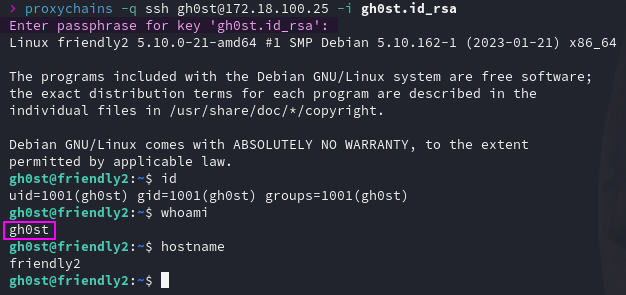 > proxychains -q ssh gh0st@172.18.100.25 -i gh0st.id_rsa
Enter passphrase for key 'gh0st.id_rsa':
Linux friendly2 5.10.0-21-amd64 #1 SMP Debian 5.10.162-1 (2023-01-21) x86_64
The programs included with the Debian GNU/Linux system are free software;
the exact distribution terms for each program are described in the
individual files in /usr/share/doc/*/copyright.
Debian GNU/Linux comes with ABSOLUTELY NO WARRANTY, to the extent
permitted by applicable law.
gh0st@friendly2:~$ id
uid=1001(gh0st) gid=1001(gh0st) groups=1001(gh0st)
gh0st@friendly2:~$ whoami
gh0st
gh0st@friendly2:~$ hostname
friendly2
gh0st@friendly2:~$